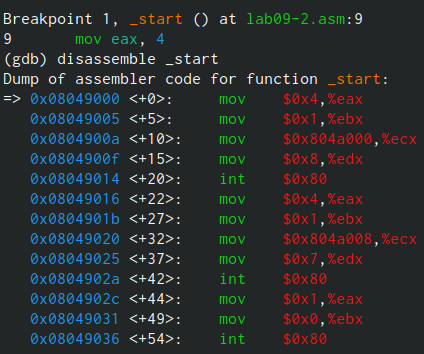 Breakpoint 1, _start () at lab09-2.asm:9
9       mov eax, 4
(gdb) disassemble _start
Dump of assembler code for function _start:
=> 0x08049000 <+0>:     mov    $0x4,%eax
   0x08049005 <+5>:     mov    $0x1,%ebx
   0x0804900a <+10>:    mov    $0x804a000,%ecx
   0x0804900f <+15>:    mov    $0x8,%edx
   0x08049014 <+20>:    int    $0x80
   0x08049016 <+22>:    mov    $0x4,%eax
   0x0804901b <+27>:    mov    $0x1,%ebx
   0x08049020 <+32>:    mov    $0x804a008,%ecx
   0x08049025 <+37>:    mov    $0x7,%edx
   0x0804902a <+42>:    int    $0x80
   0x0804902c <+44>:    mov    $0x1,%eax
   0x08049031 <+49>:    mov    $0x0,%ebx
   0x08049036 <+54>:    int    $0x80